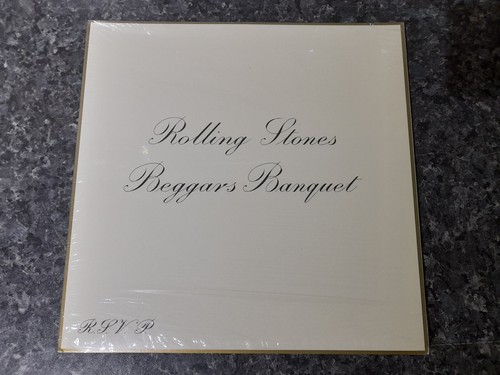 Rolling Stones
Beggars Banquet
R.S.V.P.